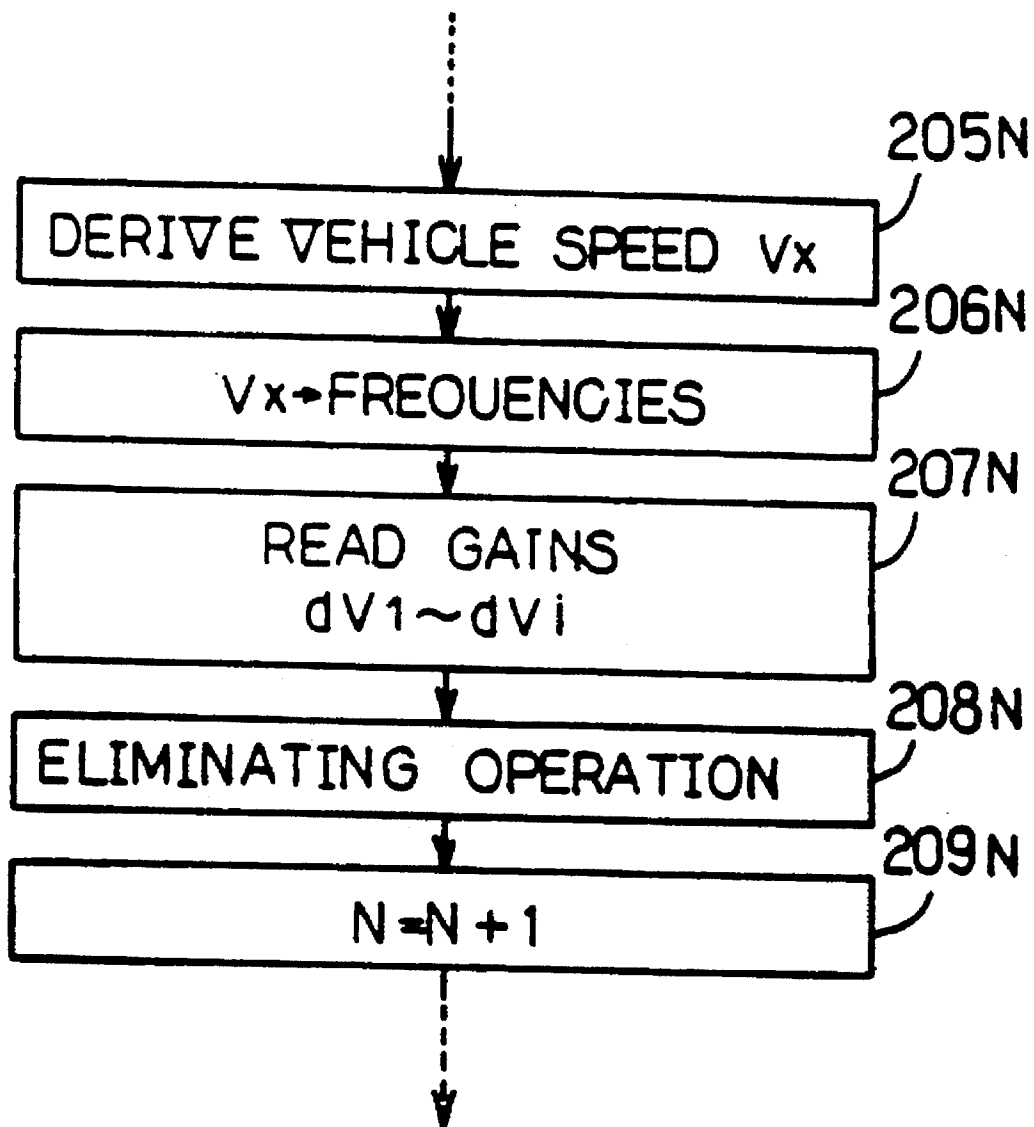 205N
DERIVE VEHICLE SPEED Vx
206N
Vx→FREQUENCIES
207N
READ GAINS
dV1~dVi
208N
ELIMINATING OPERATION
209N
N=N+1